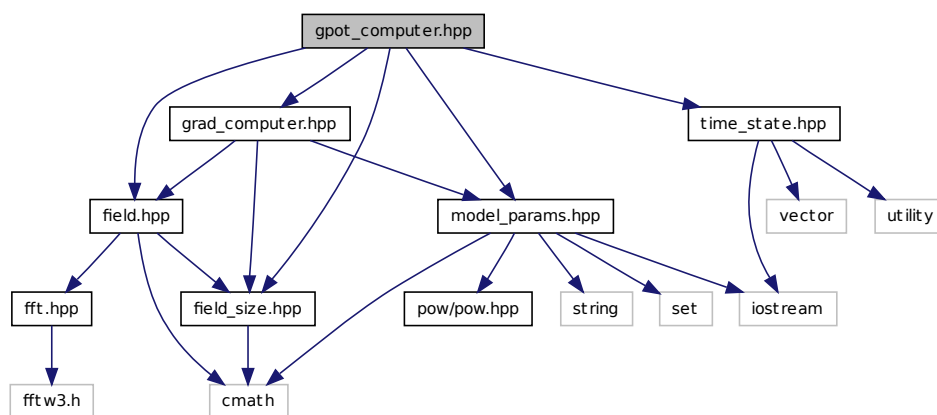 gpot_computer.hpp
grad_computer.hpp
time_state.hpp
field.hpp
model_params.hpp
vector
utility
fft.hpp
field_size.hpp
pow/pow.hpp
string
set
iostream
fftw3.h
cmath